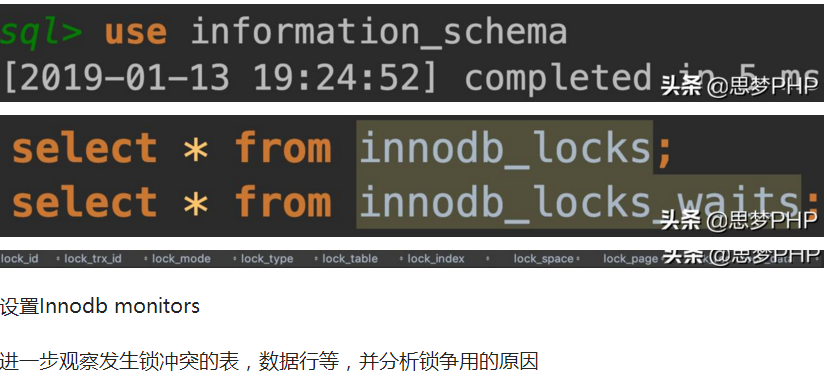 sql> use information_schema
[2019-01-13 19:24:52] completed in 5 ms
头条 @思梦PHP
select * from innodb_locks;
select * from innodb_locks_waits;
头条 @思梦PHP
lock_id lock_trx_id lock_mode lock_type lock_table lock_index lock_space lock_page
头条 @思梦PHP
设置Innodb monitors
进一步观察发生锁冲突的表，数据行等，并分析锁争用的原因